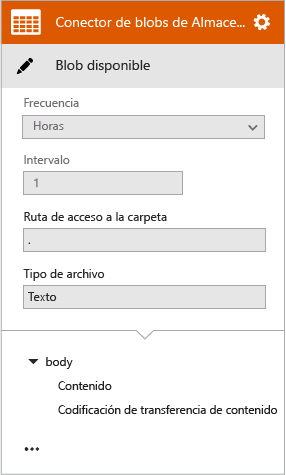 Conector de blobs de Almace...
Blob disponible
Frecuencia
Horas
Intervalo
1
Ruta de acceso a la carpeta
.
Tipo de archivo
Texto
body
Contenido
Codificación de transferencia de contenido
...